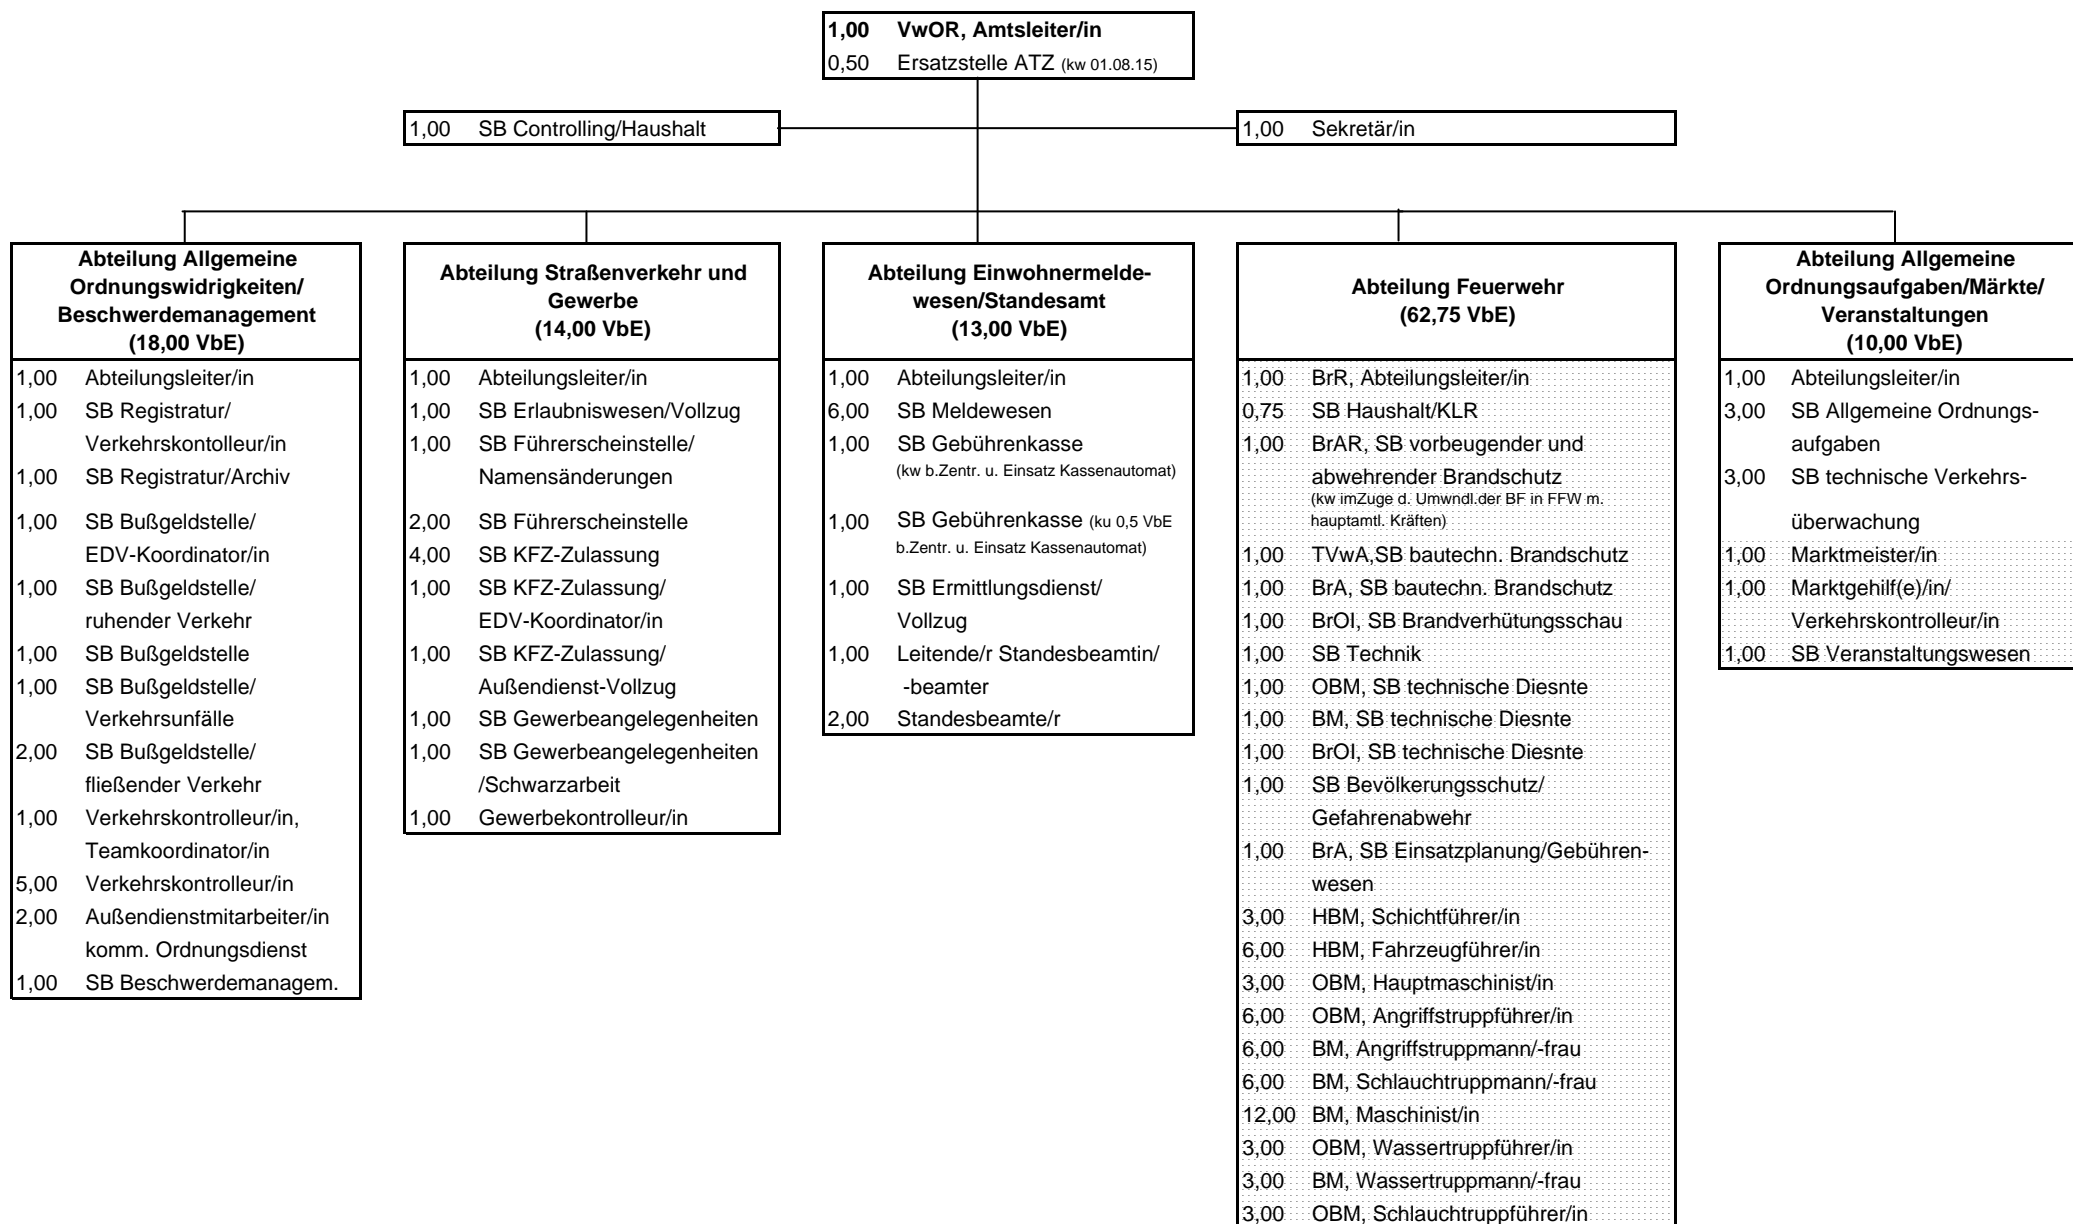 1,00 VwOR, Amtsleiter/in
0,50 Ersatzstelle ATZ (kw 01.08.15)
1,00 SB Controlling/Haushalt
1,00 Sekretär/in
Abteilung Allgemeine
Ordnungswidrigkeiten/
Beschwerdemanagement
(18,00 VbE)
1,00 Abteilungsleiter/in
1,00 SB Registratur/
Verkehrskontolleur/in
1,00 SB Registratur/Archiv
1,00 SB Bußgeldstelle/
EDV-Koordinator/in
1,00 SB Bußgeldstelle/
ruhender Verkehr
1,00 SB Bußgeldstelle
1,00 SB Bußgeldstelle/
Verkehrsunfälle
2,00 SB Bußgeldstelle/
fließender Verkehr
1,00 Verkehrskontrolleur/in,
Teamkoordinator/in
5,00 Verkehrskontrolleur/in
2,00 Außendienstmitarbeiter/in
komm. Ordnungsdienst
1,00 SB Beschwerdemanagem.
Abteilung Straßenverkehr und
Gewerbe
(14,00 VbE)
1,00 Abteilungsleiter/in
1,00 SB Erlaubniswesen/Vollzug
1,00 SB Führerscheinstelle/
Namensänderungen
2,00 SB Führerscheinstelle
4,00 SB KFZ-Zulassung
1,00 SB KFZ-Zulassung/
EDV-Koordinator/in
1,00 SB KFZ-Zulassung/
Außendienst-Vollzug
1,00 SB Gewerbeangelegenheiten
1,00 SB Gewerbeangelegenheiten
/Schwarzarbeit
1,00 Gewerbekontrolleur/in
Abteilung Einwohnermelde-
wesen/Standesamt
(13,00 VbE)
1,00 Abteilungsleiter/in
6,00 SB Meldewesen
1,00 SB Gebührenkasse
(kw b.Zentr. u. Einsatz Kassenautomat)
1,00 SB Gebührenkasse (ku 0,5 VbE
b.Zentr. u. Einsatz Kassenautomat)
1,00 SB Ermittlungsdienst/
Vollzug
1,00 Leitende/r Standesbeamtin/
-beamter
2,00 Standesbeamte/r
Abteilung Feuerwehr
(62,75 VbE)
1,00 BrR, Abteilungsleiter/in
0,75 SB Haushalt/KLR
1,00 BrAR, SB vorbeugender und
abwehrender Brandschutz
(kw imZuge d. Umwndl.der BF in FFW m.
hauptamtl. Kräften)
1,00 TVwA,SB bautechn. Brandschutz
1,00 BrA, SB bautechn. Brandschutz
1,00 BrOI, SB Brandverhütungsschau
1,00 SB Technik
1,00 OBM, SB technische Diesnte
1,00 BM, SB technische Diesnte
1,00 BrOI, SB technische Diesnte
1,00 SB Bevölkerungsschutz/
Gefahrenabwehr
1,00 BrA, SB Einsatzplanung/Gebühren-
wesen
3,00 HBM, Schichtführer/in
6,00 HBM, Fahrzeugführer/in
3,00 OBM, Hauptmaschinist/in
6,00 OBM, Angriffstruppführer/in
6,00 BM, Angriffstruppmann/-frau
6,00 BM, Schlauchtruppmann/-frau
12,00 BM, Maschinist/in
3,00 OBM, Wassertruppführer/in
3,00 BM, Wassertruppmann/-frau
3,00 OBM, Schlauchtruppführer/in
Abteilung Allgemeine
Ordnungsaufgaben/Märkte/
Veranstaltungen
(10,00 VbE)
1,00 Abteilungsleiter/in
3,00 SB Allgemeine Ordnungs-
aufgaben
3,00 SB technische Verkehrs-
überwachung
1,00 Marktmeister/in
1,00 Marktgehilf(e)/in/
Verkehrskontrolleur/in
1,00 SB Veranstaltungswesen